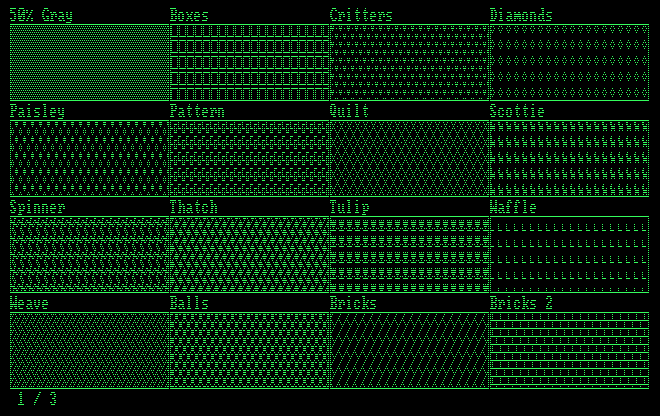 50% Gray Boxes Critters Diamonds
Paisley Pattern Quilt Scottie
Spinner Thatch Tulip Waffle
Weave Balls Bricks Bricks 2
1 / 3